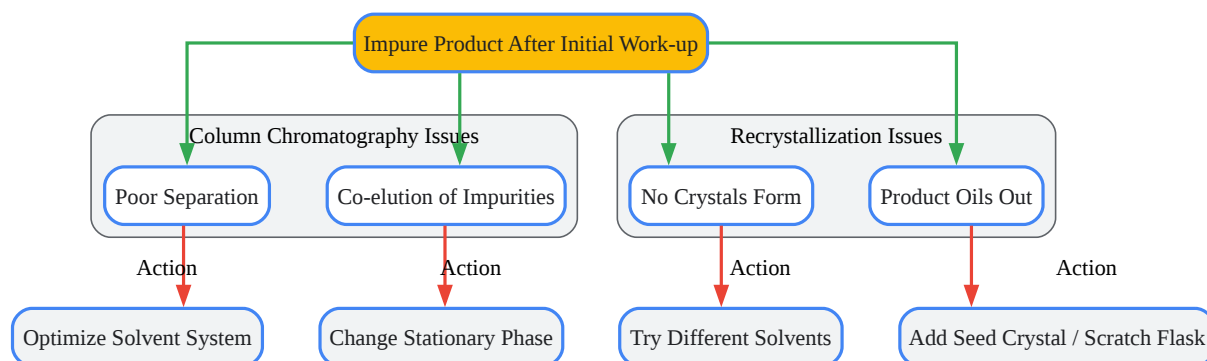 Impure Product After Initial Work-up
Column Chromatography Issues
Recrystallization Issues
Poor Separation
Co-elution of Impurities
No Crystals Form
Product Oils Out
Action
Action
Action
Action
Optimize Solvent System
Change Stationary Phase
Try Different Solvents
Add Seed Crystal / Scratch Flask